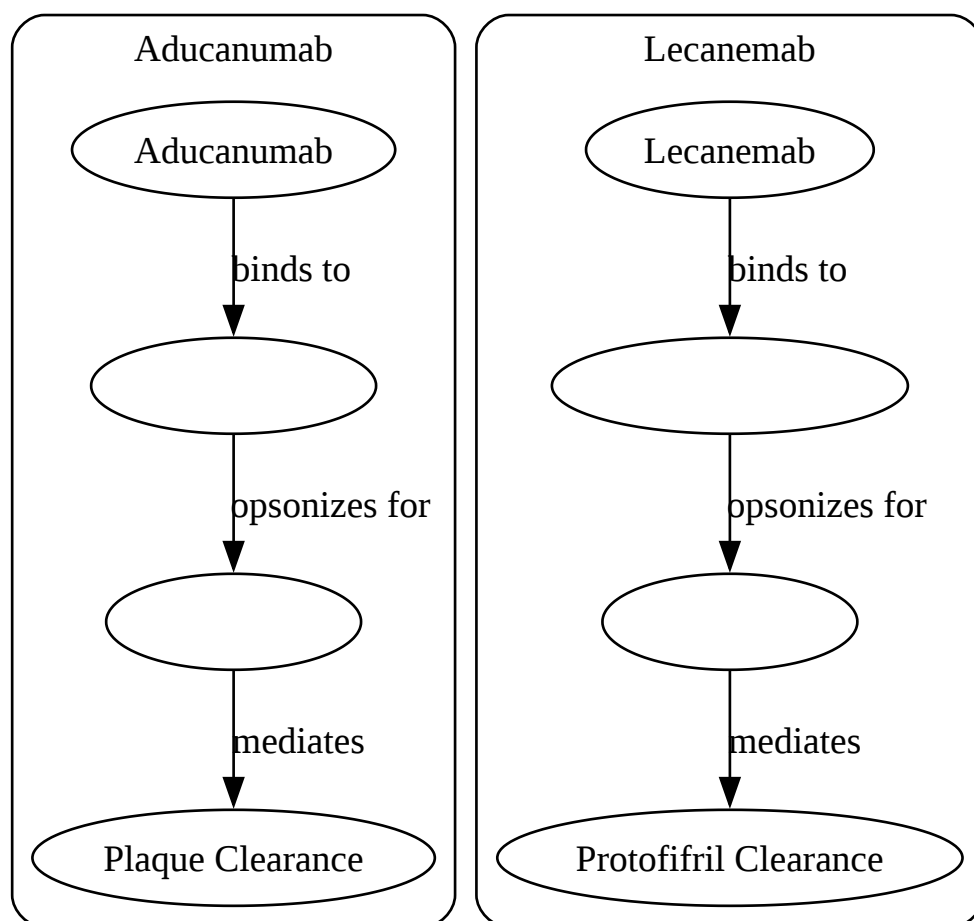 Aducanumab
Aducanumab
binds to
opsonizes for
mediates
Plaque Clearance
Lecanemab
Lecanemab
binds to
opsonizes for
mediates
Protofifril Clearance